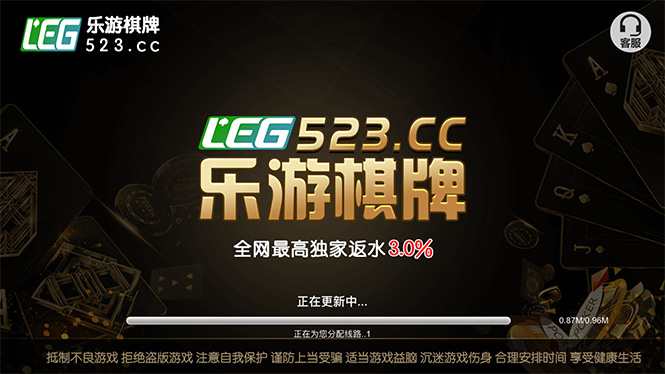 LEG 乐游棋牌
523.cc
客服
LEG 523.CC
乐游棋牌
全网最高独家返水 3.0%
正在更新中...
0.87M/0.96M
正在为您分配线路..1
抵制不良游戏 拒绝盗版游戏 注意自我保护 谨防上当受骗 适当游戏益脑 沉迷游戏伤身 合理安排时间 享受健康生活
A
A
K
Q
J